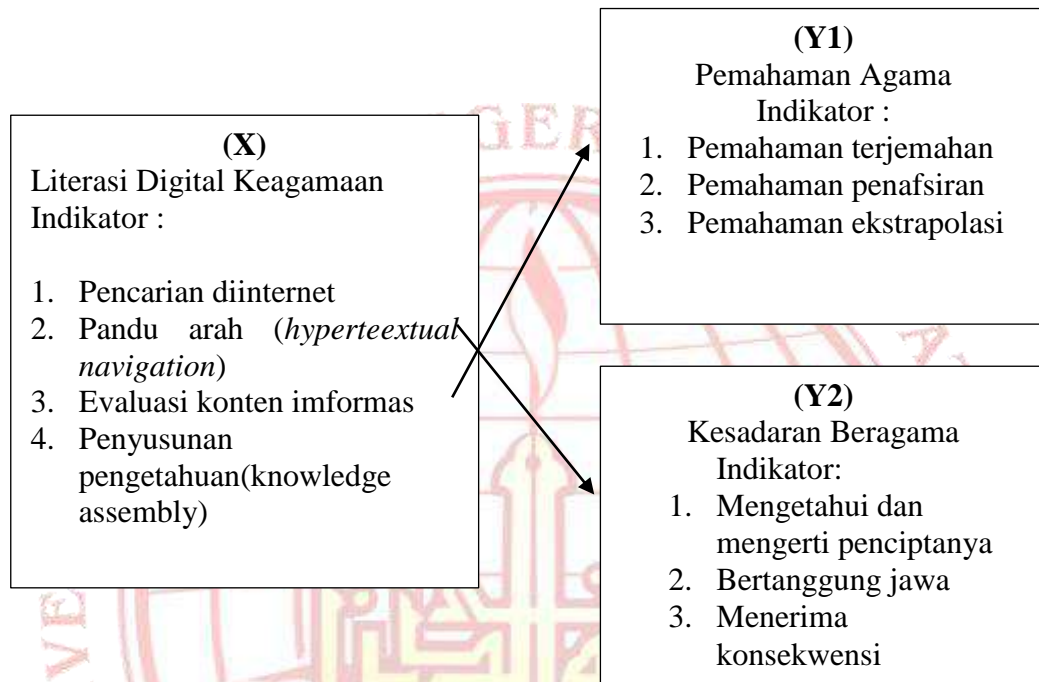 (X)
Literasi Digital Keagamaan
Indikator :
1. Pencarian diinternet
2. Pandu arah (hyperteextual
navigation)
3. Evaluasi konten imformas
4. Penyusunan
pengetahuan(knowledge
assembly)
(Y1)
Pemahaman Agama
Indikator :
1. Pemahaman terjemahan
2. Pemahaman penafsiran
3. Pemahaman ekstrapolasi
(Y2)
Kesadaran Beragama
Indikator:
1. Mengetahui dan
mengerti penciptanya
2. Bertanggung jawa
3. Menerima
konsekwensi